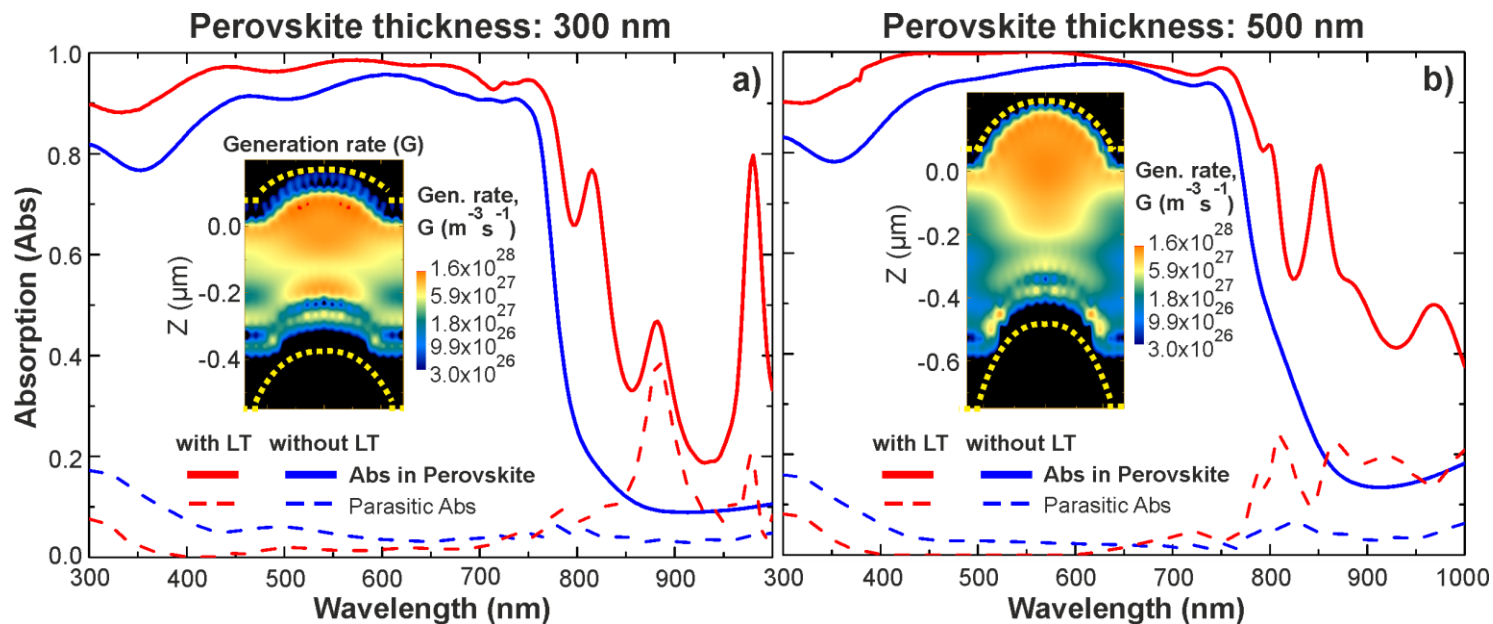 Perovskite thickness: 300 nm
Perovskite thickness: 500 nm
Absorption (Abs)
1.0
0.8
0.6
0.4
0.2
0.0
a)
Generation rate (G)
Z (µm)
0.0
-0.2
-0.4
Gen. rate,
G (m⁻³s⁻¹)
1.6x10²⁸
5.9x10²⁷
1.8x10²⁷
9.9x10²⁶
3.0x10²⁶
with LT without LT
Abs in Perovskite
Parasitic Abs
300 400 500 600 700 800 900
Wavelength (nm)
b)
Z (µm)
0.0
-0.2
-0.4
-0.6
Gen. rate,
G (m⁻³s⁻¹)
1.6x10²⁸
5.9x10²⁷
1.8x10²⁷
9.9x10²⁶
3.0x10²⁶
with LT without LT
Abs in Perovskite
Parasitic Abs
300 400 500 600 700 800 900 1000
Wavelength (nm)